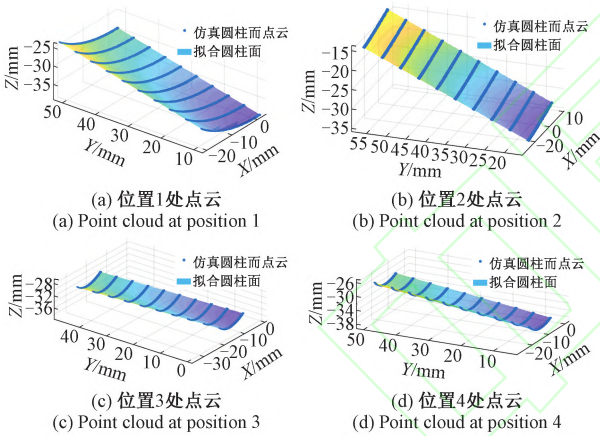 仿真圆柱而点云
拟合圆柱面
Z/mm
-25
-30
-35
50
40
30
20
10
Y/mm
0
-10
-20
X/mm
(a) 位置1处点云
(a) Point cloud at position 1
仿真圆柱而点云
拟合圆柱面
Z/mm
-15
-20
-25
-30
-35
55 50 45 40 35 30 25 20
Y/mm
10
0
-20
X/mm
(b) 位置2处点云
(b) Point cloud at position 2
仿真圆柱而点云
拟合圆柱面
Z/mm
-28
-32
-36
40
30
20
10
0
Y/mm
0
-10
-20
-30
X/mm
(c) 位置3处点云
(c) Point cloud at position 3
仿真圆柱而点云
拟合圆柱面
Z/mm
-26
-30
-34
-38
50
40
30
20
10
Y/mm
0
-10
-20
X/mm
(d) 位置4处点云
(d) Point cloud at position 4